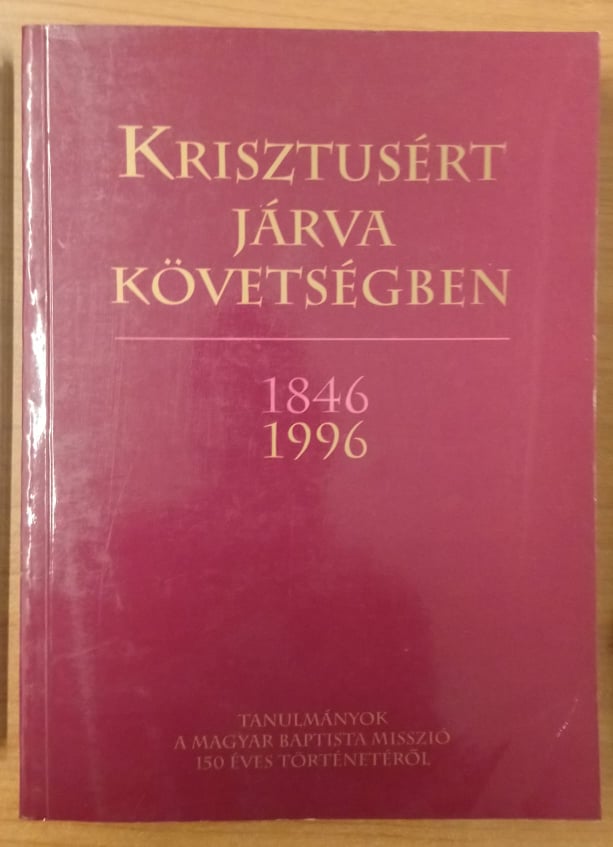 KRISZTUSÉRT
JÁRVA
KÖVETSÉGBEN
1846
1996
TANULMÁNYOK
A MAGYAR BAPTISTA MISSZIÓ
150 ÉVES TÖRTÉNETÉRŐL